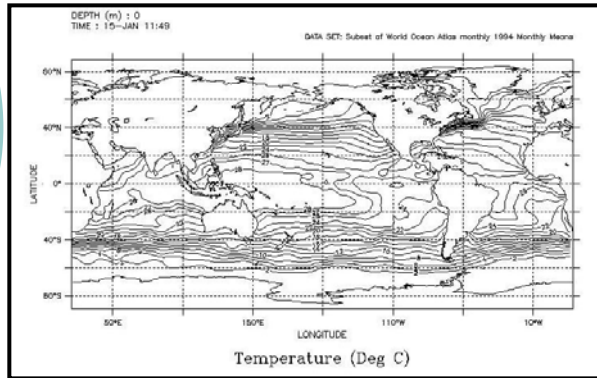 DEPTH (m) : 0
TIME : 15-JAN 11:49
DATA SET: Subset of World Ocean Atlas monthly 1994 Monthly Means
60°N
40°N
LATITUDE
0°
40°S
80°S
50°E
150°E
110°W
10°W
LONGITUDE
Temperature (Deg C)